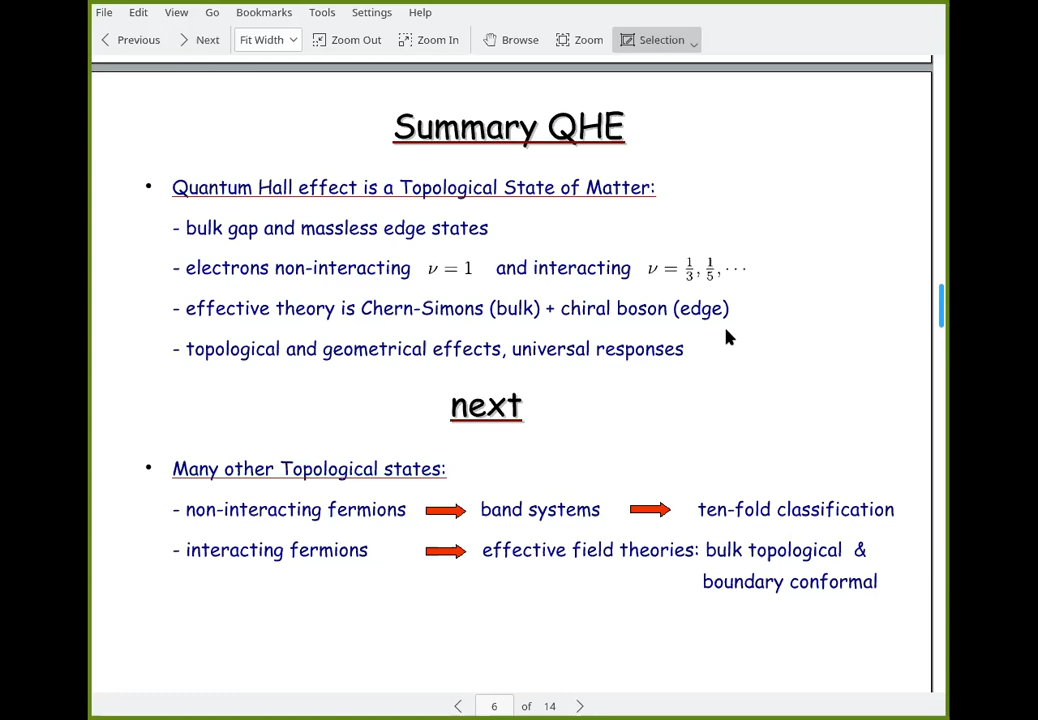 File Edit View Go Bookmarks Tools Settings Help
Previous Next Fit Width Zoom Out Zoom In Browse Zoom Selection
Summary QHE
• Quantum Hall effect is a Topological State of Matter:
- bulk gap and massless edge states
- electrons non-interacting ν = 1 and interacting ν = 1/3, 1/5, ···
- effective theory is Chern-Simons (bulk) + chiral boson (edge)
- topological and geometrical effects, universal responses
next
• Many other Topological states:
- non-interacting fermions band systems ten-fold classification
- interacting fermions effective field theories: bulk topological &
boundary conformal
6 of 14